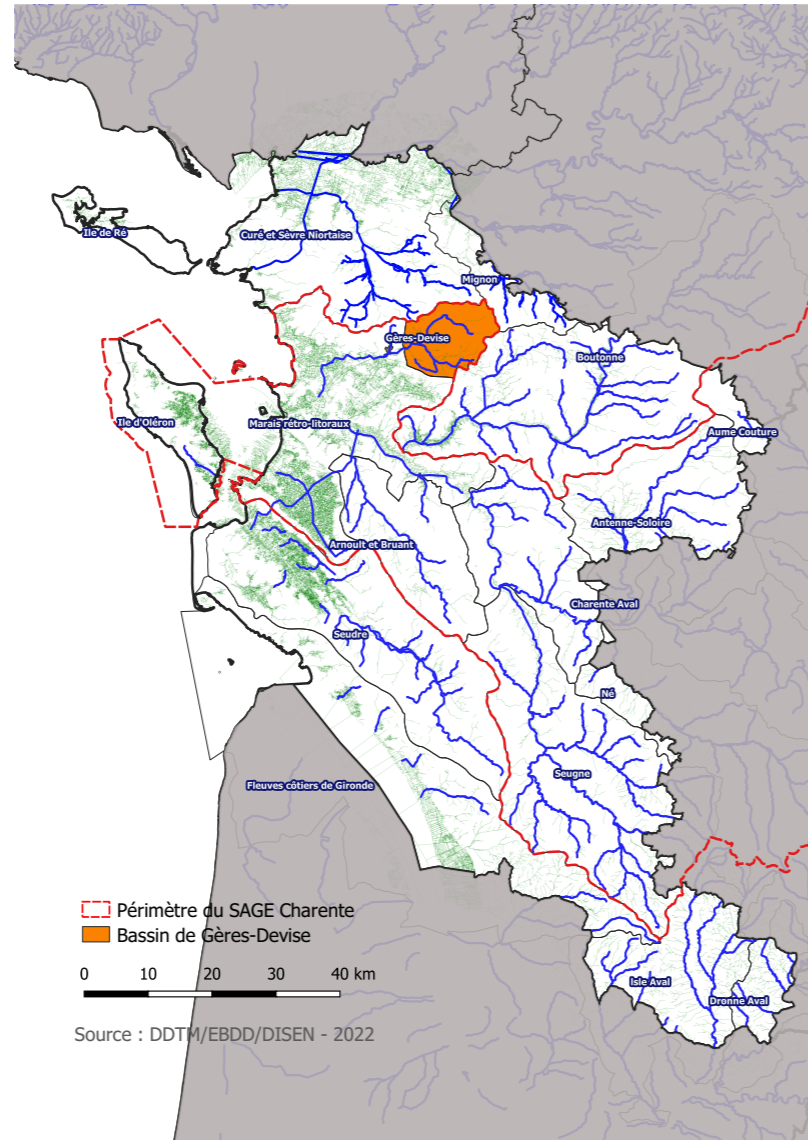 Ile de Ré
Curé et Sèvre Niortaise
Mignon
Gères-Devise
Boutonne
Ile d'Oléron
Marais rétro-litoraux
Aume Couture
Antenne-Soloire
Arnoult et Bruant
Charente Aval
Seudre
Né
Seugne
Fleuves côtiers de Gironde
Périmètre du SAGE Charente
Bassin de Gères-Devise
0 10 20 30 40 km
Isle Aval
Dronne Aval
Source : DDTM/EBDD/DISEN - 2022